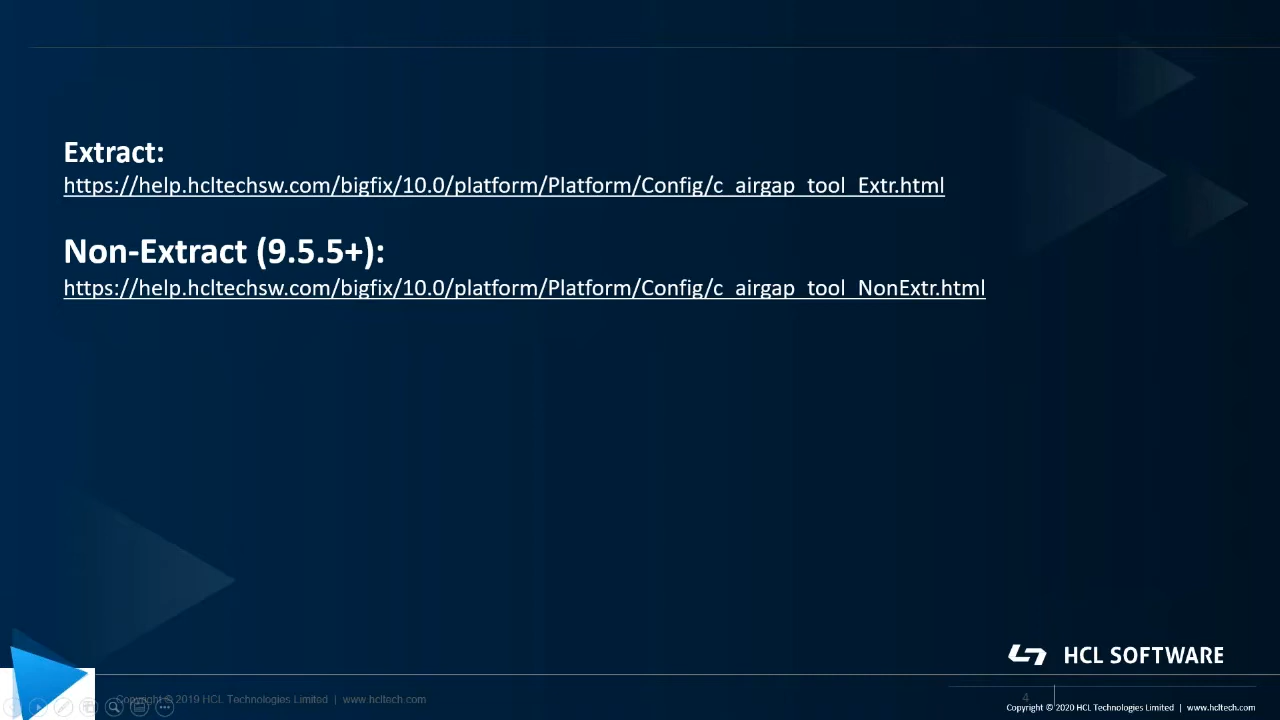 Extract:
https://help.hcltechsw.com/bigfix/10.0/platform/Platform/Config/c_airgap_tool_Extr.html
Non-Extract (9.5.5+):
https://help.hcltechsw.com/bigfix/10.0/platform/Platform/Config/c_airgap_tool_NonExtr.html
HCL SOFTWARE
Copyright © 2019 HCL Technologies Limited | www.hcltech.com
4
Copyright © 2020 HCL Technologies Limited | www.hcltech.com